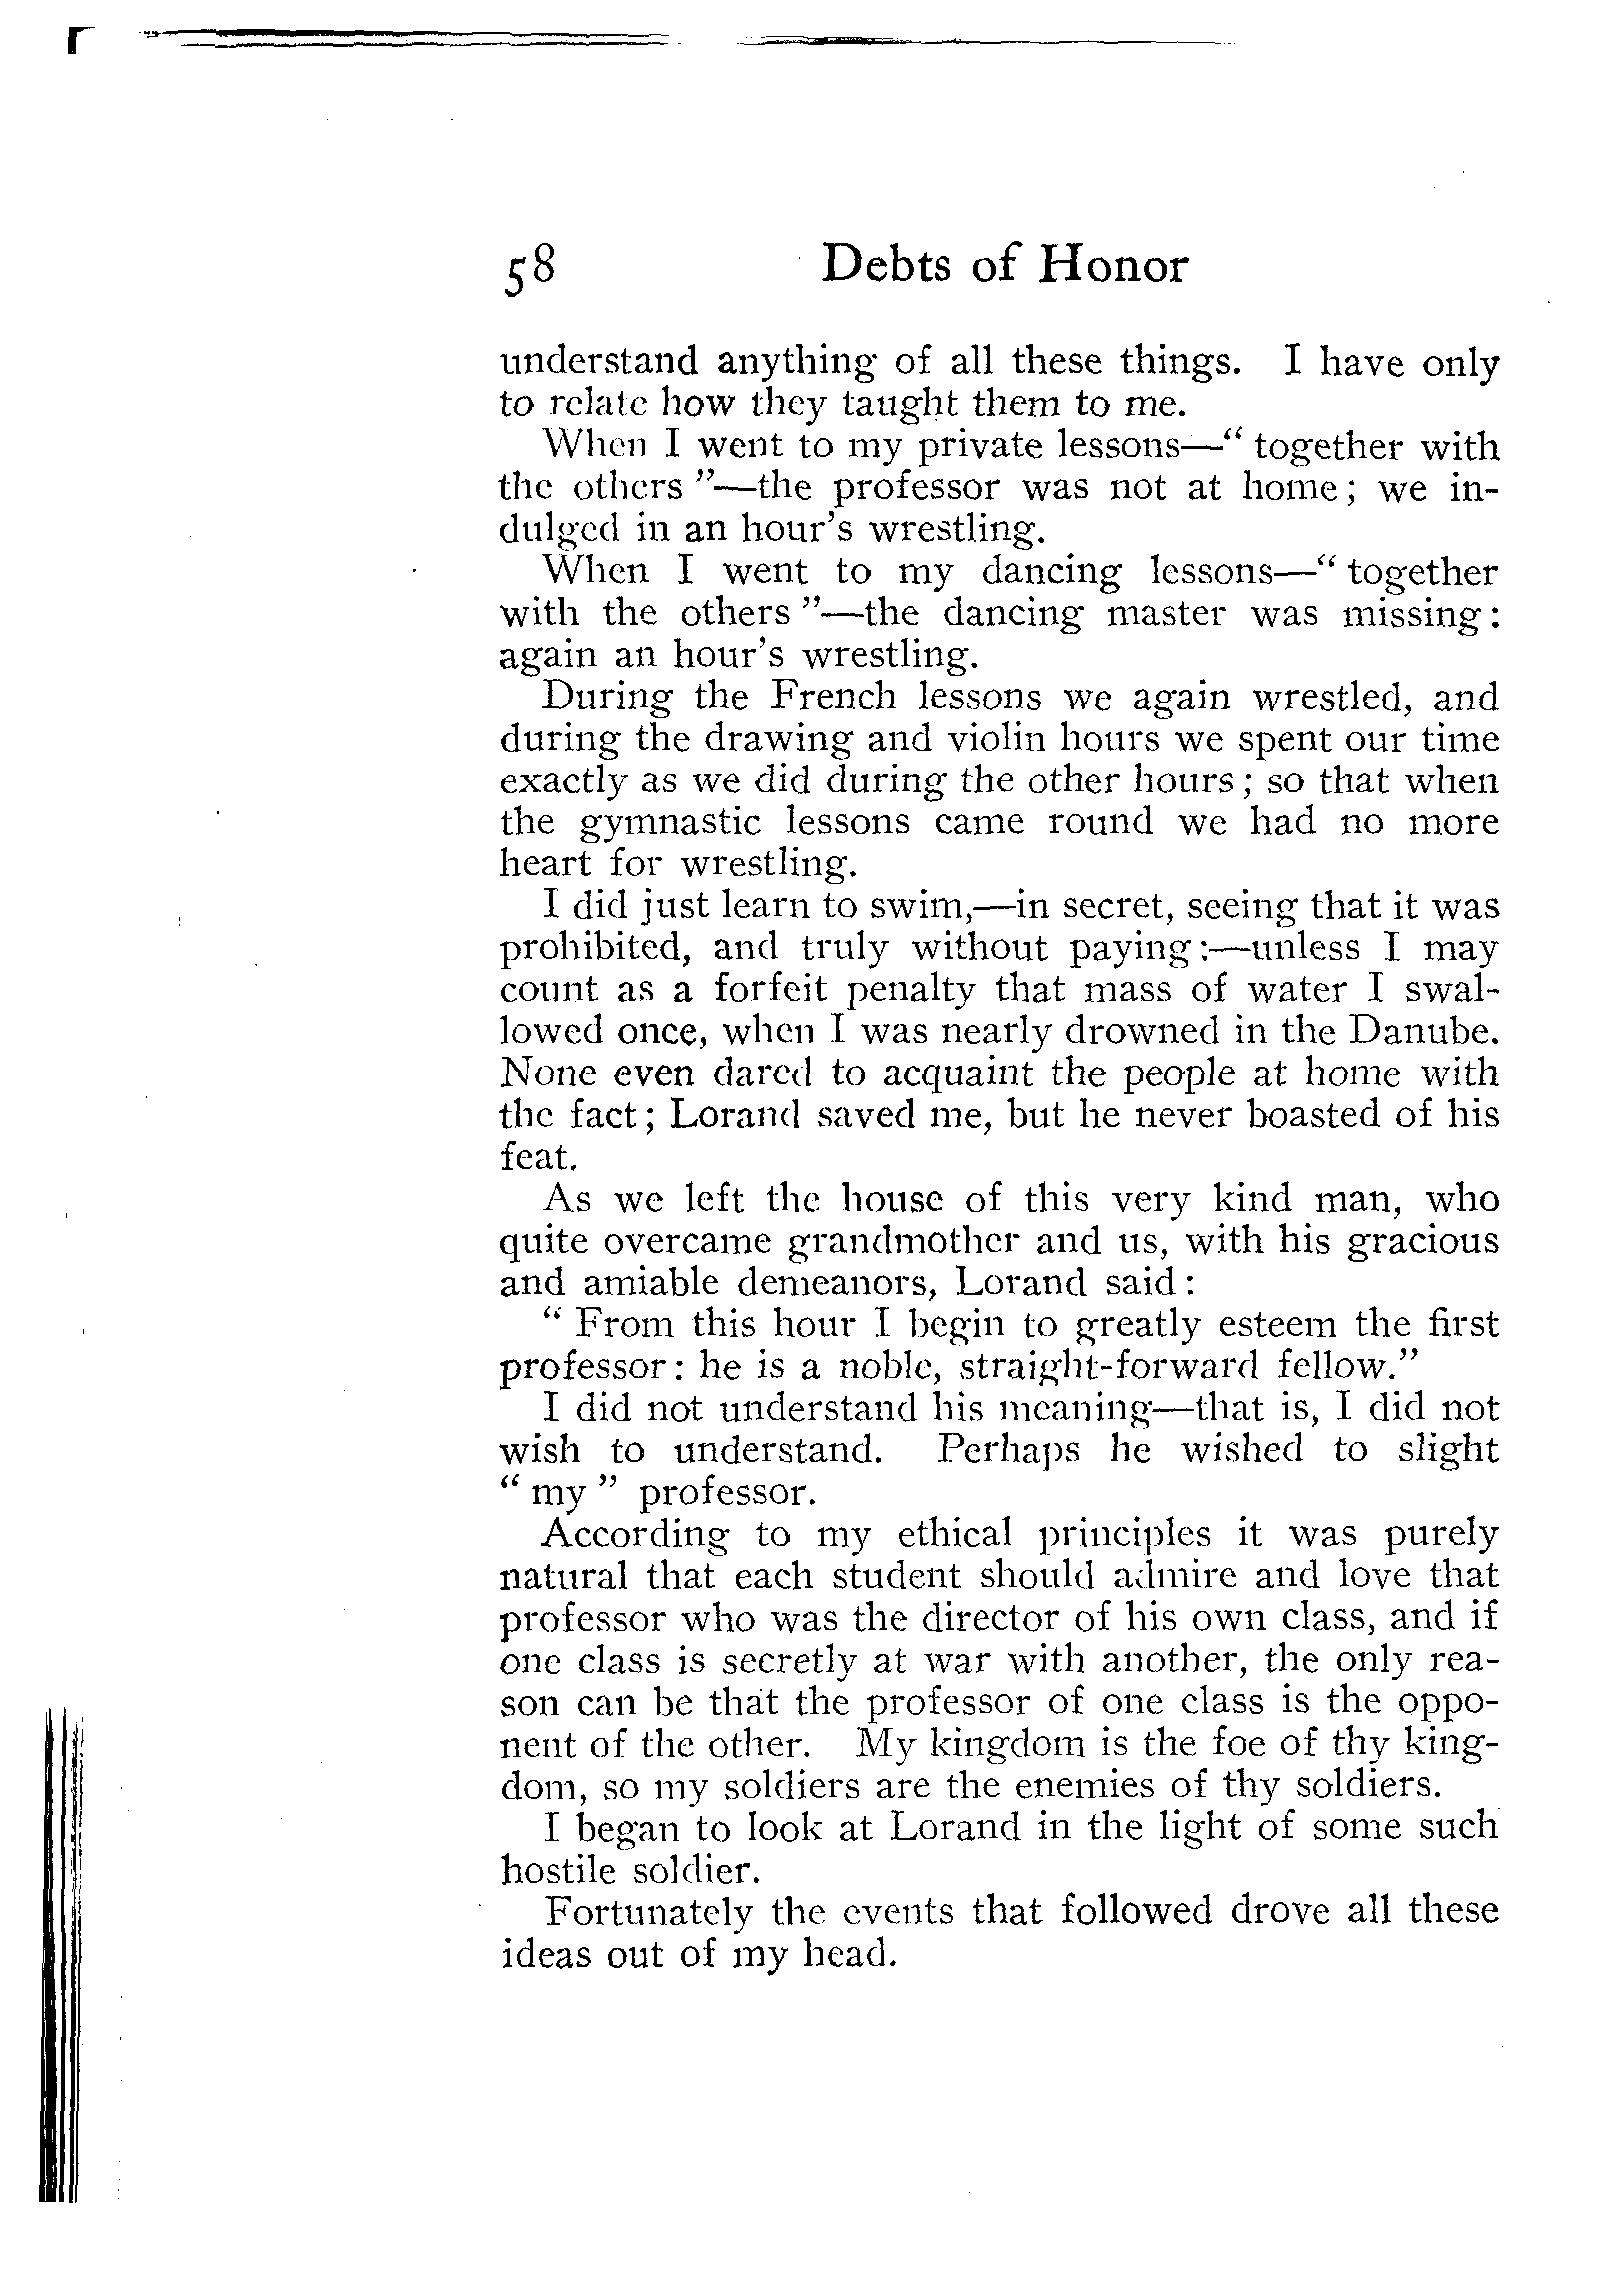 58 Debts of Honor
understand anything of all these things. I have only
to relate how they taught them to me.
When I went to my private lessons—“ together with
the others ”—the professor was not at home; we in-
dulged in an hour's wrestling.
When I went to my dancing lessons—“ together
with the others ”—the dancing master was missing:
again an hour's wrestling.
During the French lessons we again wrestled, and
during the drawing and violin hours we spent our time
exactly as we did during the other hours; so that when
the gymnastic lessons came round we had no more
heart for wrestling.
I did just learn to swim,—in secret, seeing that it was
prohibited, and truly without paying:—unless I may
count as a forfeit penalty that mass of water I swal-
lowed once, when I was nearly drowned in the Danube.
None even dared to acquaint the people at home with
the fact; Lorand saved me, but he never boasted of his
feat.
As we left the house of this very kind man, who
quite overcame grandmother and us, with his gracious
and amiable demeanors, Lorand said:
“ From this hour I begin to greatly esteem the first
professor: he is a noble, straight-forward fellow.”
I did not understand his meaning—that is, I did not
wish to understand. Perhaps he wished to slight
“ my ” professor.
According to my ethical principles it was purely
natural that each student should admire and love that
professor who was the director of his own class, and if
one class is secretly at war with another, the only rea-
son can be that the professor of one class is the oppo-
nent of the other. My kingdom is the foe of thy king-
dom, so my soldiers are the enemies of thy soldiers.
I began to look at Lorand in the light of some such
hostile soldier.
Fortunately the events that followed drove all these
ideas out of my head.